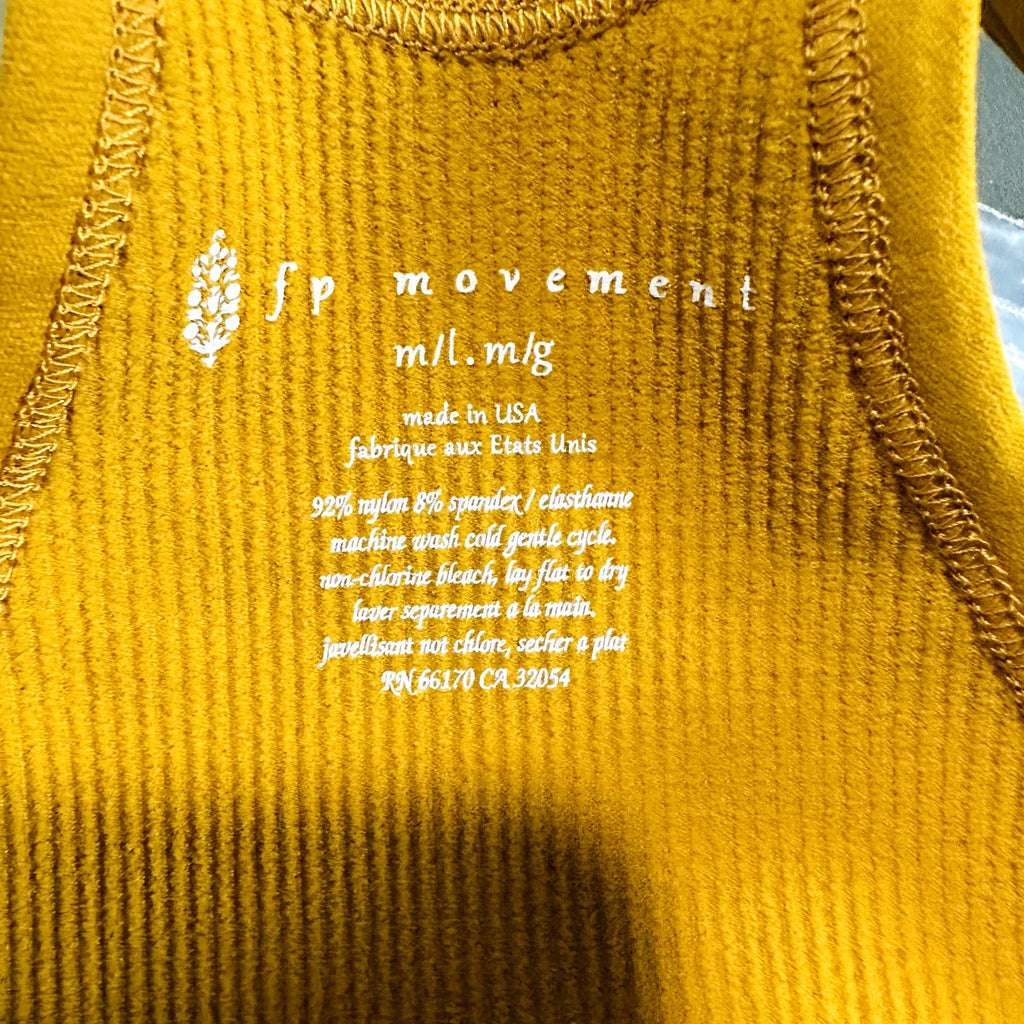 fp movement
m/l . m/g
made in USA
fabrique aux Etats Unis
92% nylon 8% spandex / elasthanne
machine wash cold gentle cycle.
non-chlorine bleach, lay flat to dry
laver separement a la main.
javellisant not chlore, secher a plat
RN 66170 CA 32054